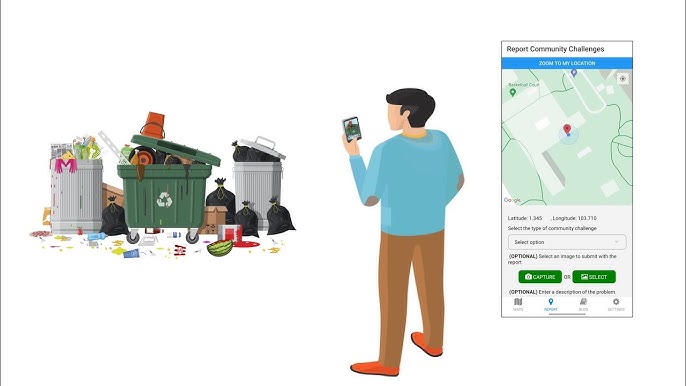 Report Community Challenges
ZOOM TO MY LOCATION
Basketball Court
Google
Latitude: 1.345 , Longitude: 103.710
Select the type of community challenge
Select option
(OPTIONAL) Select an image to submit with the
report
CAPTURE OR SELECT
(OPTIONAL) Enter a description of the problem.
MAPS REPORT BLOG SETTINGS